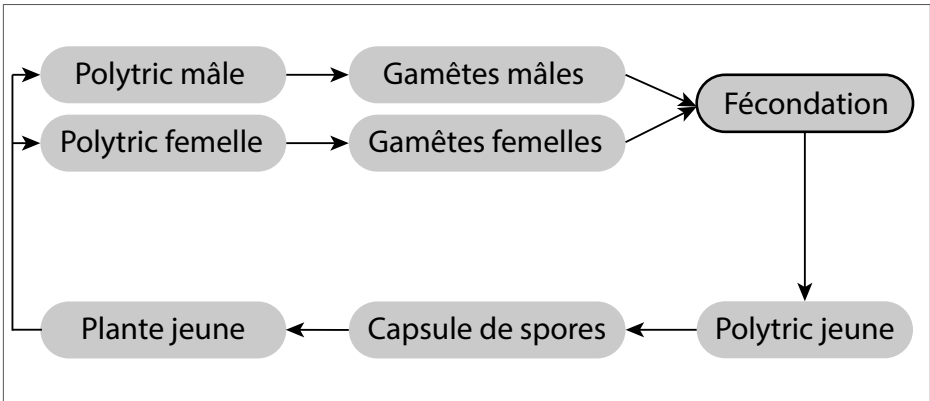 Polytric mâle
Gamêtes mâles
Fécondation
Polytric femelle
Gamêtes femelles
Plante jeune
Capsule de spores
Polytric jeune